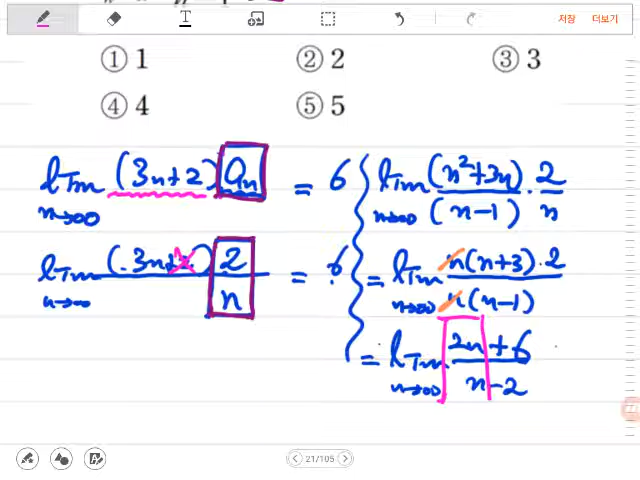 저장 더보기
① 1 ② 2 ③ 3
④ 4 ⑤ 5
lim n→∞ (3n+2) an = 6
lim n→∞ (3n+2) 2/n = 6
lim n→∞ (n²+3n)/(n-1) · 2/n
= lim n→∞ n(n+3)·2 / n(n-1)
= lim n→∞ 2n+6 / n-2
21/105